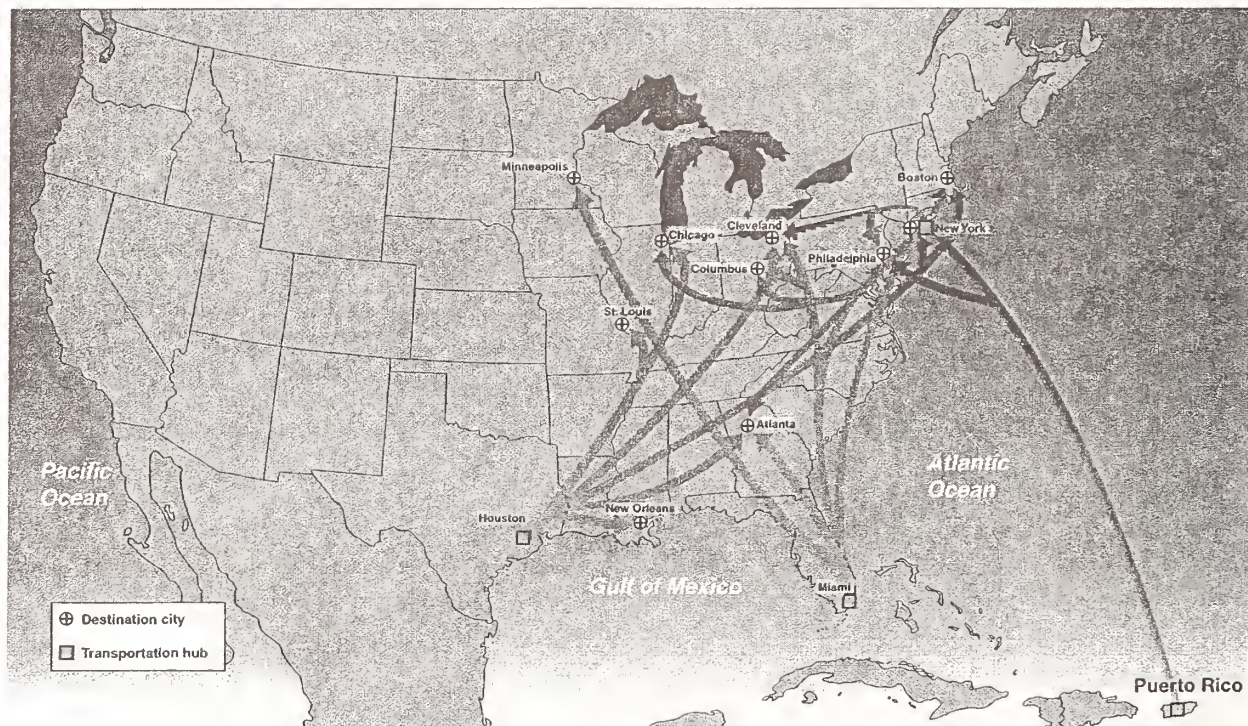 Minneapolis
Boston
Chicago
Cleveland
New York
Columbus
Philadelphia
St. Louis
Atlanta
Pacific
Ocean
Atlantic
Ocean
Houston
New Orleans
Gulf of Mexico
Miami
Destination city
Transportation hub
Puerto Rico